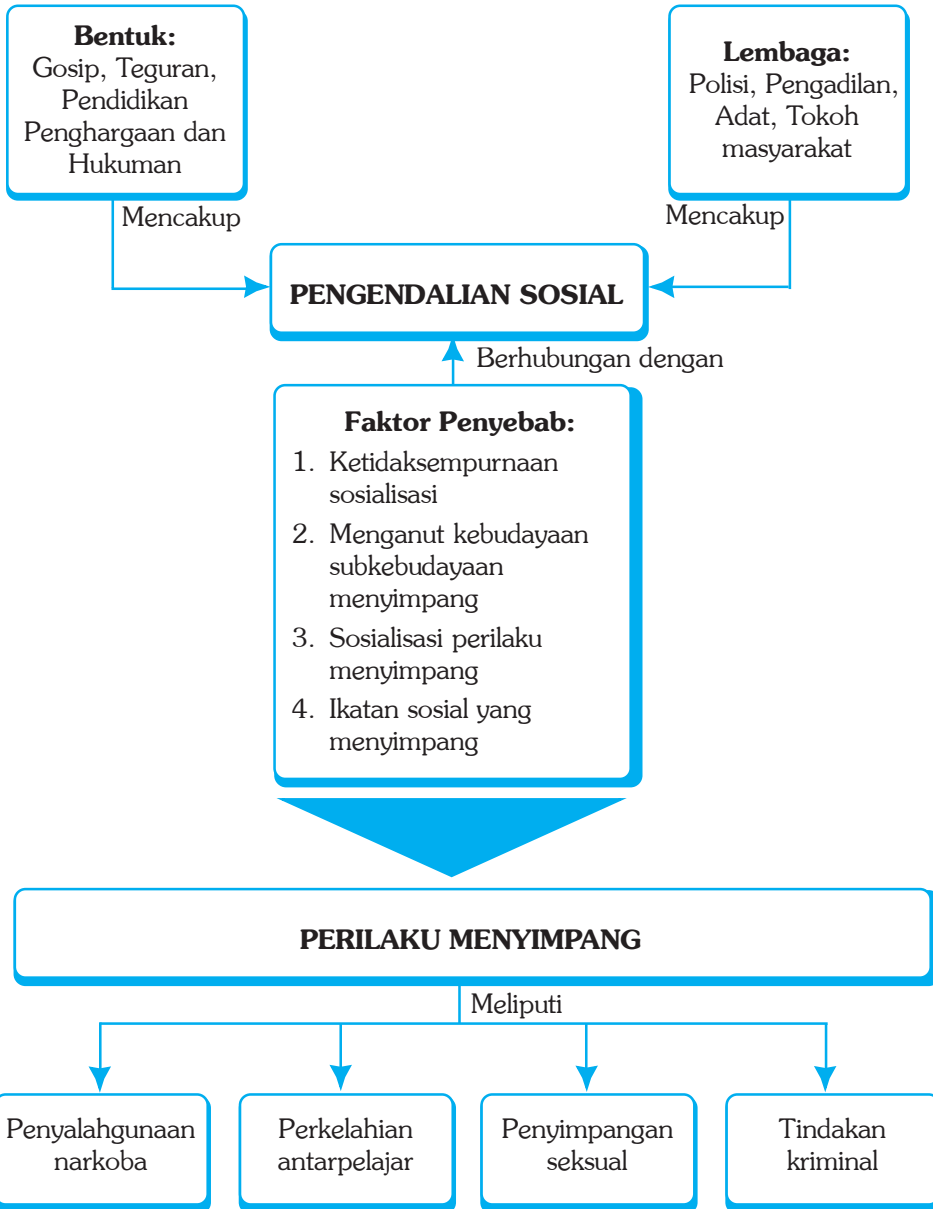 Bentuk:
Gosip, Teguran,
Pendidikan
Penghargaan dan
Hukuman
Lembaga:
Polisi, Pengadilan,
Adat, Tokoh
masyarakat
Mencakup
Mencakup
PENGENDALIAN SOSIAL
Berhubungan dengan
Faktor Penyebab:
1. Ketidaksempurnaan
sosialisasi
2. Menganut kebudayaan
subkebudayaan
menyimpang
3. Sosialisasi perilaku
menyimpang
4. Ikatan sosial yang
menyimpang
PERILAKU MENYIMPANG
Meliputi
Penyalahgunaan
narkoba
Perkelahian
antarpelajar
Penyimpangan
seksual
Tindakan
kriminal